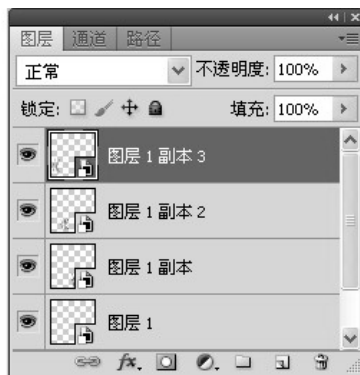 图层 通道 路径
正常 不透明度: 100%
锁定: 填充: 100%
图层 1 副本 3
图层 1 副本 2
图层 1 副本
图层 1
fx.